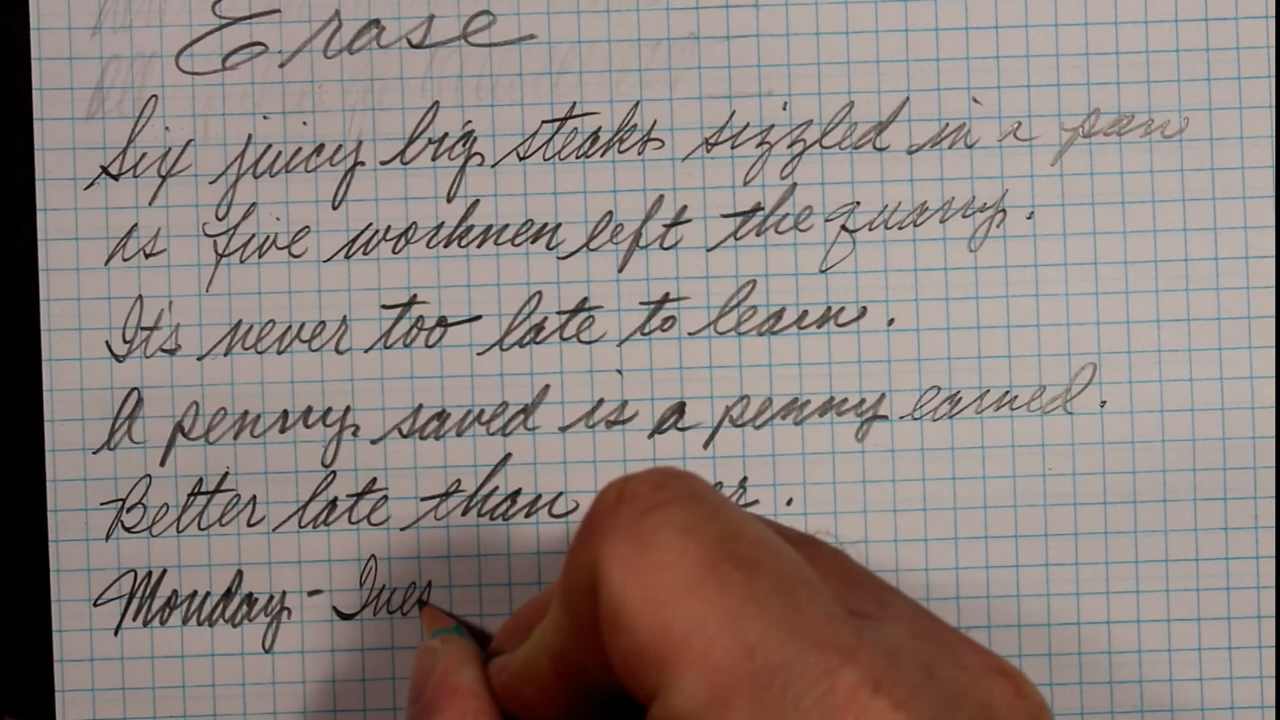 Erase
Six juicy big steaks sizzled in a pan
as five workmen left the quarry.
It's never too late to learn.
A penny saved is a penny earned.
Better late than er.
Monday - Tues